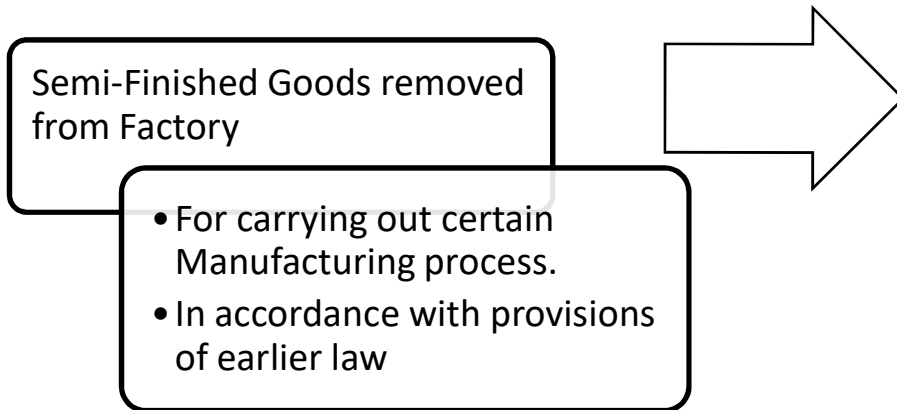 Semi-Finished Goods removed
from Factory
• For carrying out certain
Manufacturing process.
• In accordance with provisions
of earlier law